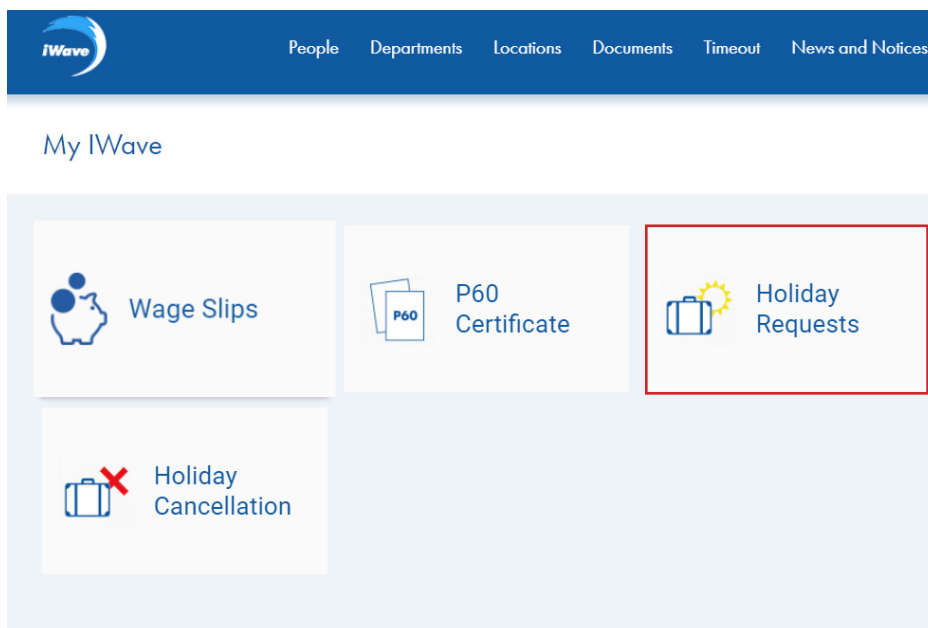 iWave
People Departments Locations Documents Timeout News and Notices
My IWave
Wage Slips
P60
P60
Certificate
Holiday
Requests
Holiday
Cancellation